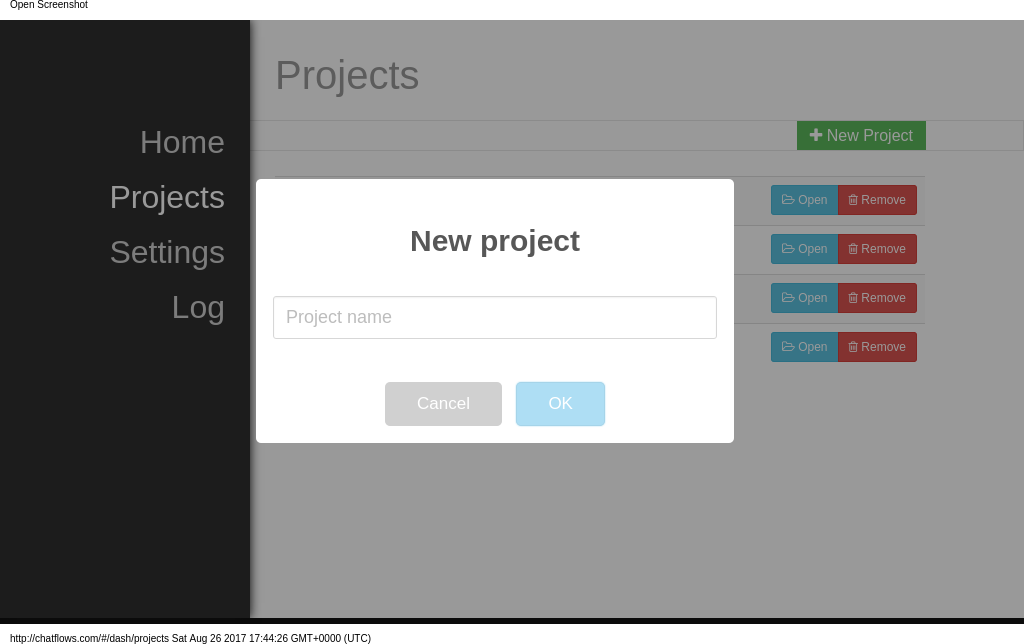 Open Screenshot
Projects
Home
New Project
Projects
Open Remove
New project
Settings
Open Remove
Open Remove
Log
Project name
Open Remove
Cancel OK
http://chatflows.com/#/dash/projects Sat Aug 26 2017 17:44:26 GMT+0000 (UTC)